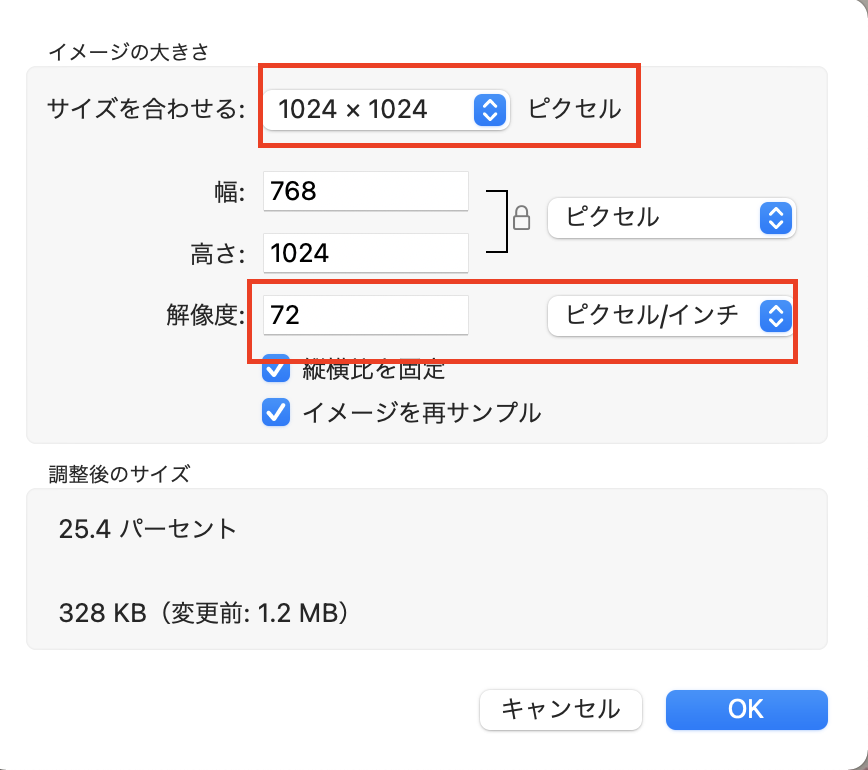 イメージの大きさ
サイズを合わせる: 1024 × 1024 ピクセル
幅: 768
ピクセル
高さ: 1024
解像度: 72 ピクセル/インチ
縦横比を固定
イメージを再サンプル
調整後のサイズ
25.4 パーセント
328 KB（変更前: 1.2 MB）
キャンセル OK